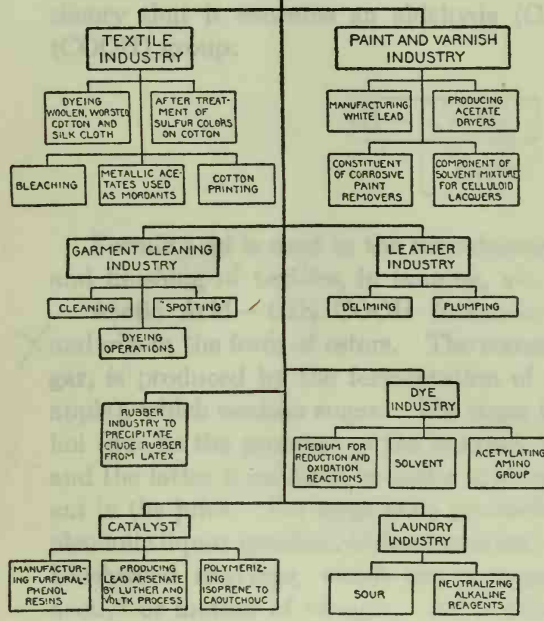 TEXTILE
INDUSTRY
DYEING
WOOLEN, WORSTED
COTTON AND
SILK CLOTH
AFTER TREAT-
MENT OF
SULFUR COLORS
ON COTTON
BLEACHING
METALLIC ACE-
TATES USED
AS MORDANTS
COTTON
PRINTING
PAINT AND VARNISH
INDUSTRY
MANUFACTURING
WHITE LEAD
PRODUCING
ACETATE
DRYERS
CONSTITUENT
OF CORROSIVE
PAINT
REMOVERS
COMPONENT OF
SOLVENT MIXTURE
FOR CELLULOID
LACQUERS
GARMENT CLEANING
INDUSTRY
CLEANING
"SPOTTING"
DYEING
OPERATIONS
LEATHER
INDUSTRY
DELIMING
PLUMPING
RUBBER
INDUSTRY TO
PRECIPITATE
CRUDE RUBBER
FROM LATEX
DYE
INDUSTRY
MEDIUM FOR
REDUCTION AND
OXIDATION
REACTIONS
SOLVENT
ACETYLATING
AMINO
GROUP
CATALYST
MANUFACTUR-
ING FURFURAL-
PHENOL
RESINS
PRODUCING
LEAD ARSENATE
BY LUTHER AND
VOLTK PROCESS
POLYMERIZ-
ING
ISOPRENE TO
CAOUTCHOUC
LAUNDRY
INDUSTRY
SOUR
NEUTRALIZING
ALKALINE
REAGENTS